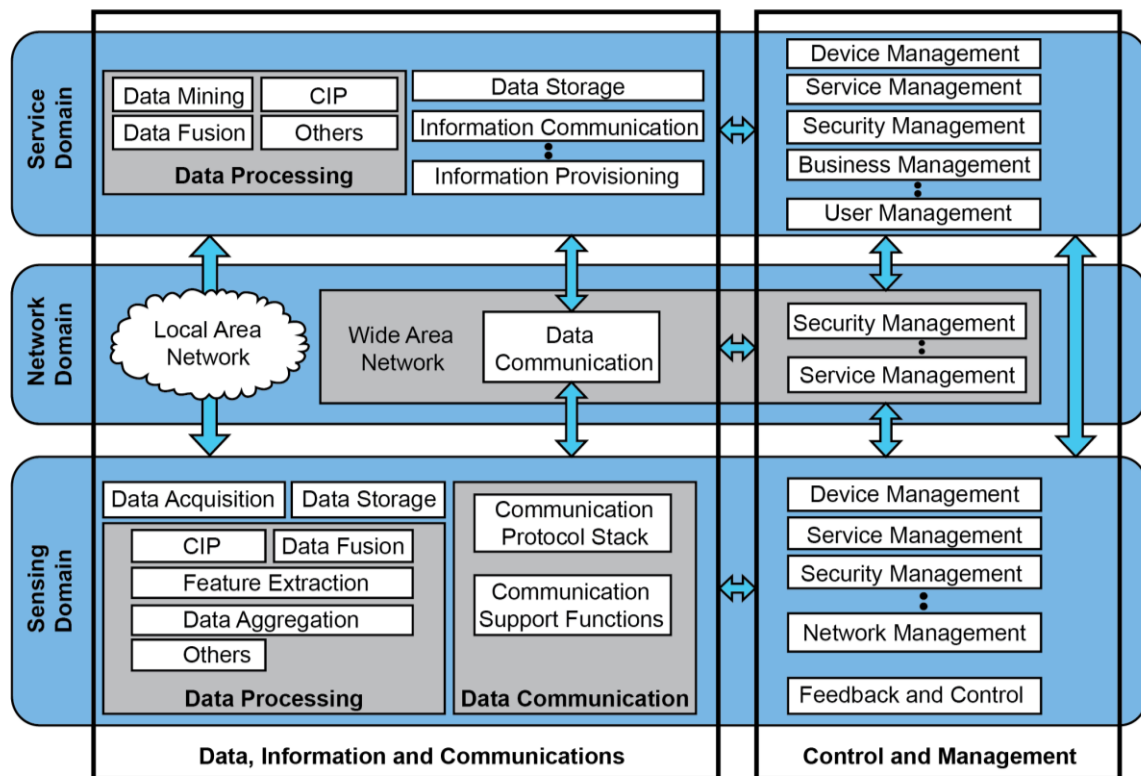 Service
Domain
Data Mining
CIP
Data Fusion
Others
Data Processing
Data Storage
Information Communication
Information Provisioning
Device Management
Service Management
Security Management
Business Management
User Management
Network
Domain
Local Area
Network
Wide Area
Network
Data
Communication
Security Management
Service Management
Sensing
Domain
Data Acquisition
Data Storage
CIP
Data Fusion
Feature Extraction
Data Aggregation
Others
Data Processing
Communication
Protocol Stack
Communication
Support Functions
Data Communication
Device Management
Service Management
Security Management
Network Management
Feedback and Control
Data, Information and Communications
Control and Management